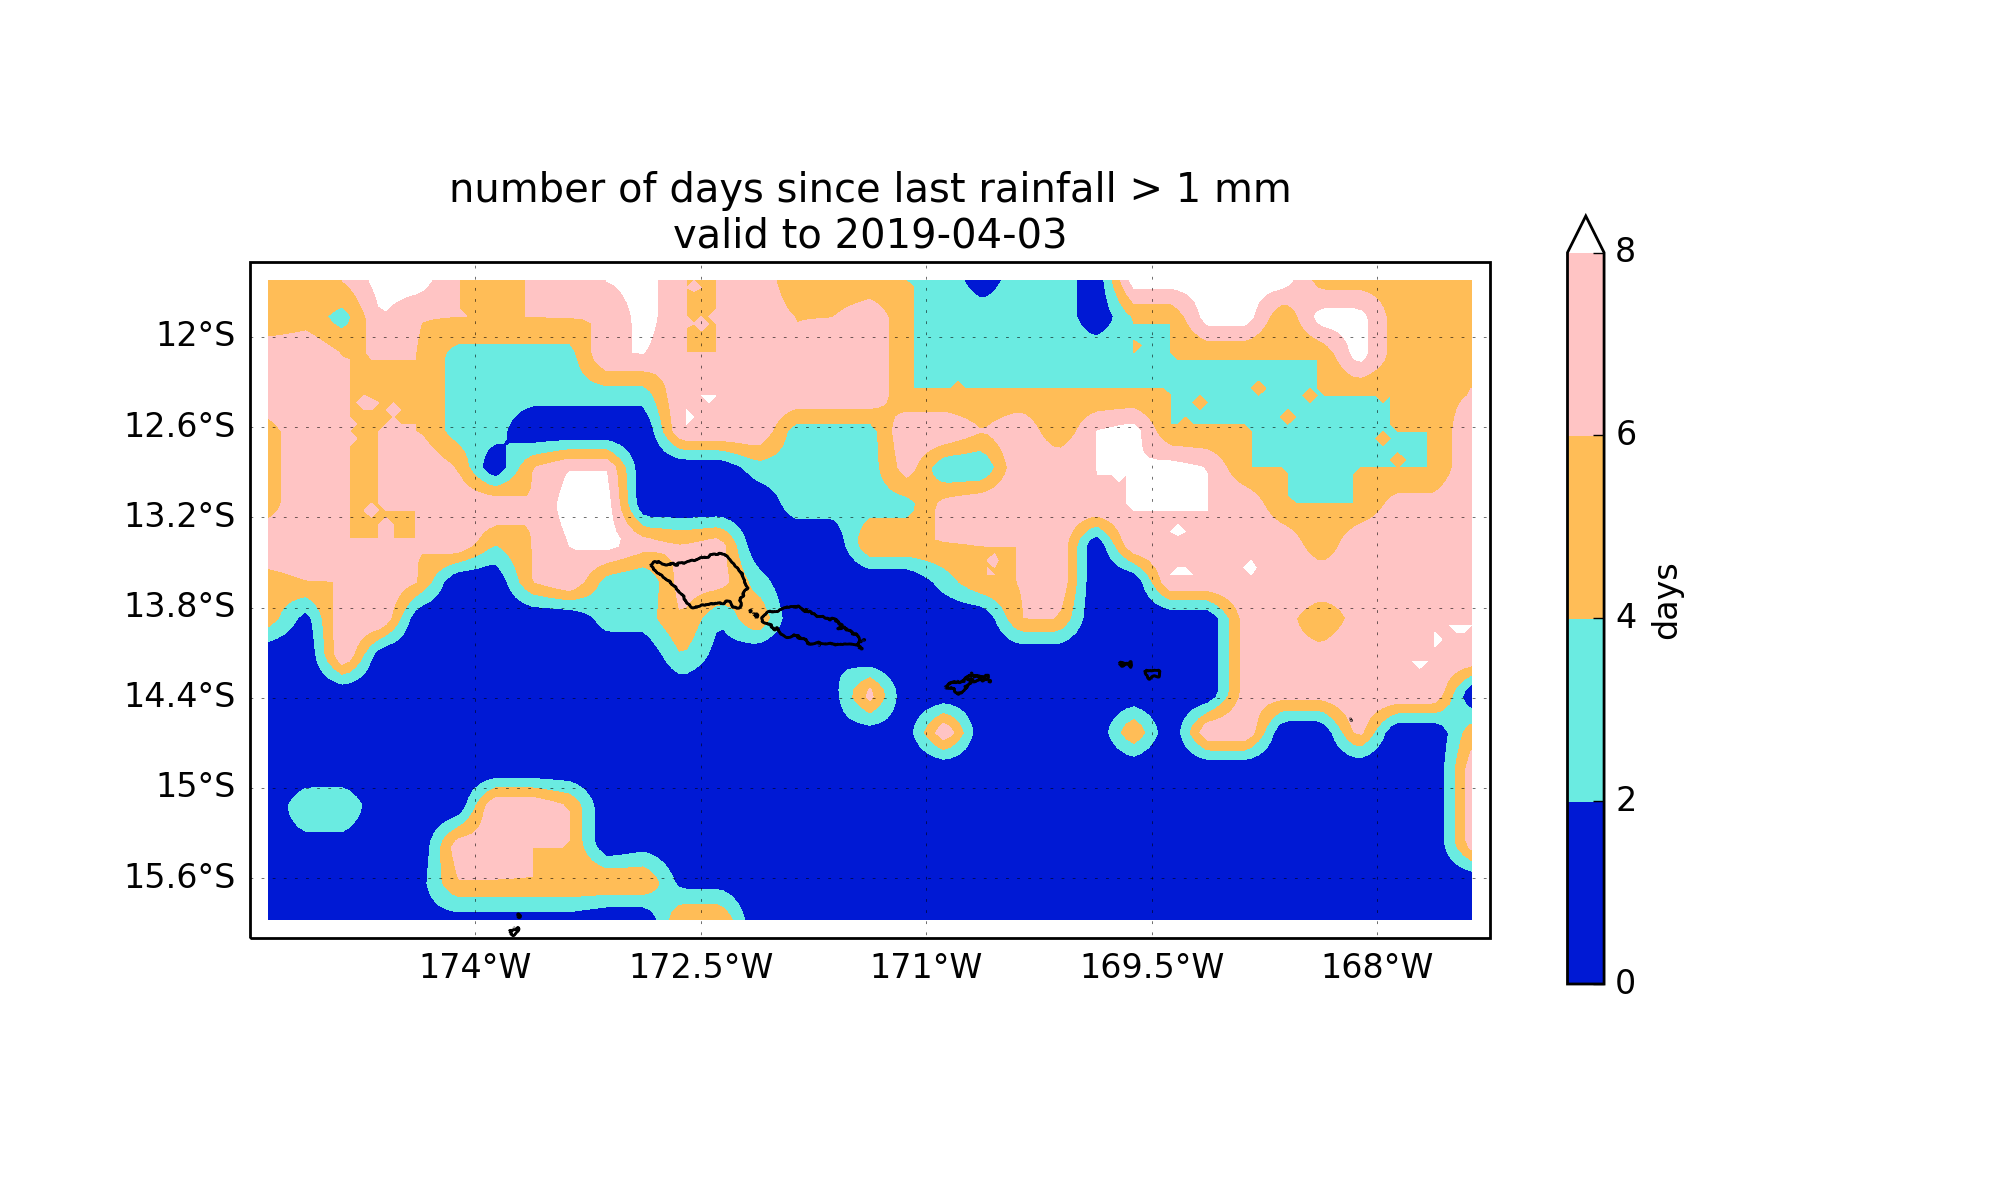 number of days since last rainfall > 1 mm
valid to 2019-04-03
12°S
12.6°S
13.2°S
13.8°S
14.4°S
15°S
15.6°S
174°W
172.5°W
171°W
169.5°W
168°W
8
6
4
2
0
days